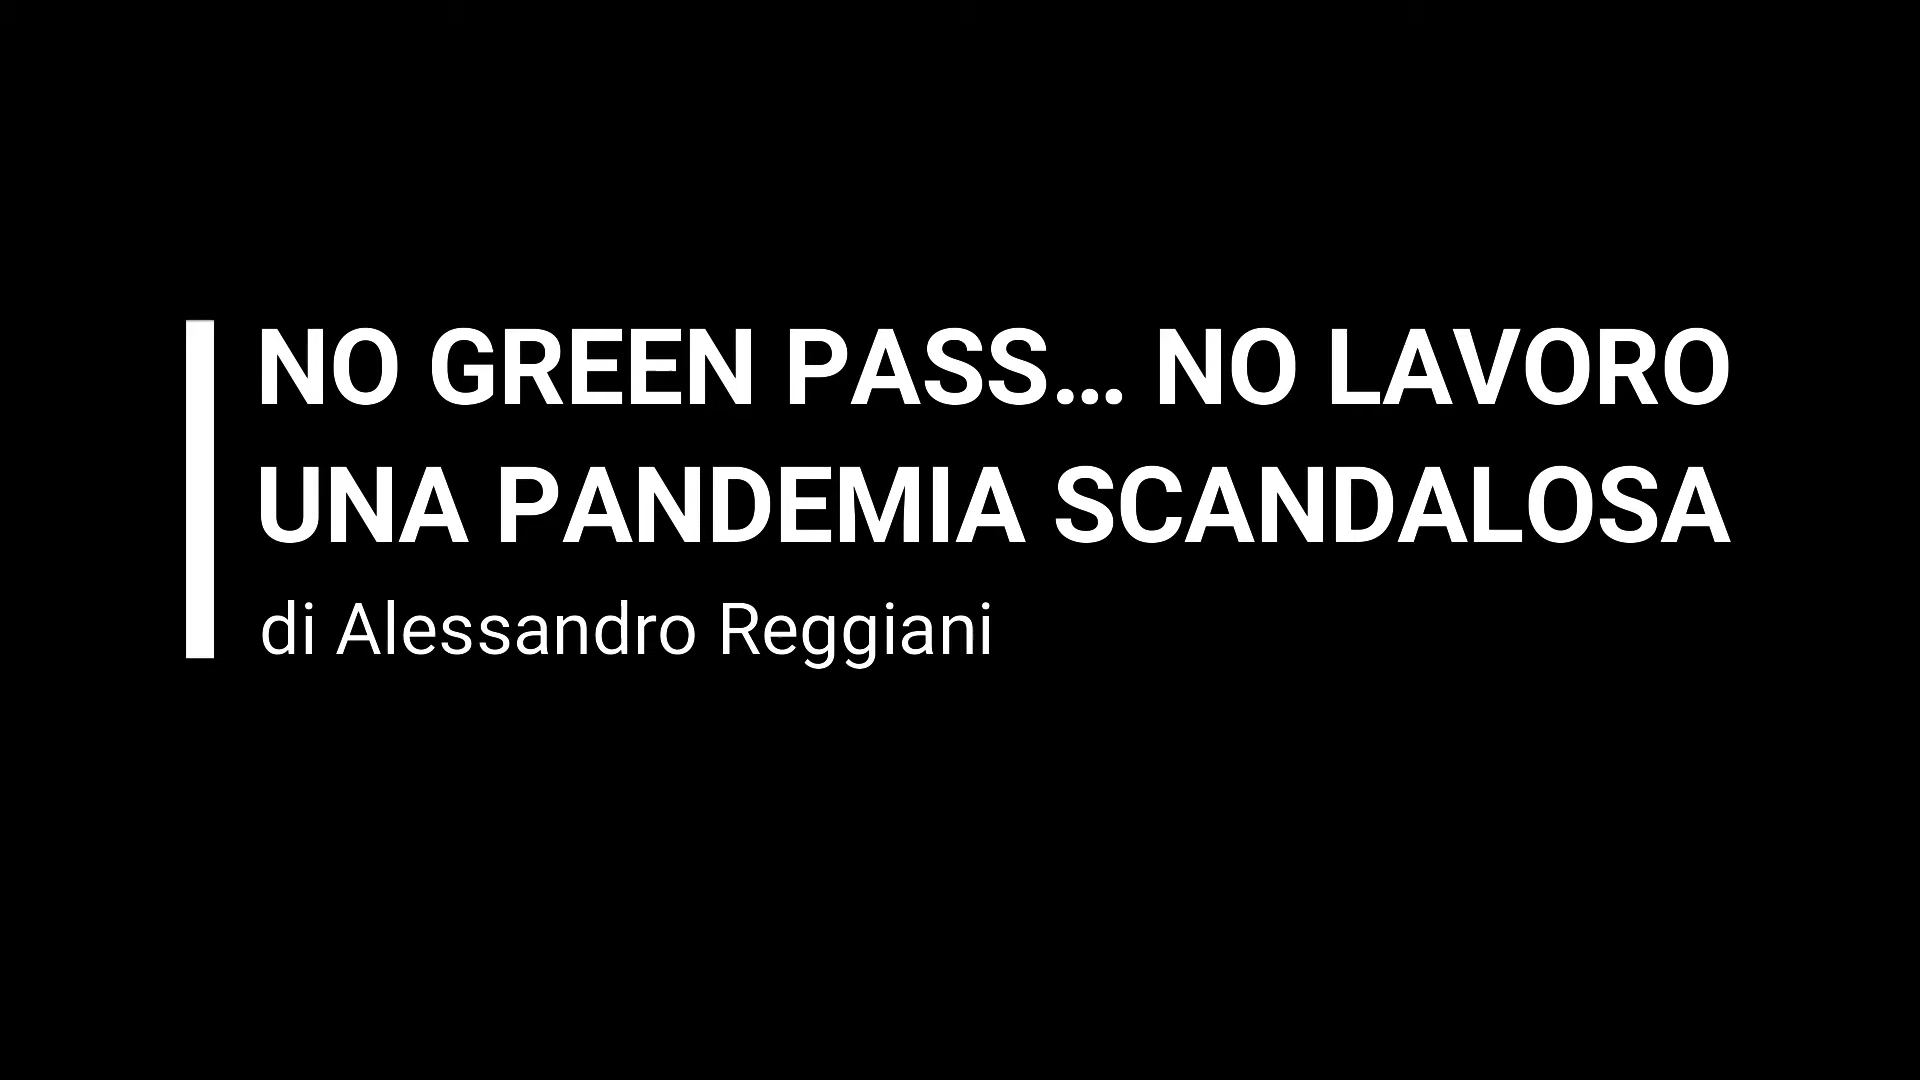 NO GREEN PASS... NO LAVORO
UNA PANDEMIA SCANDALOSA
di Alessandro Reggiani